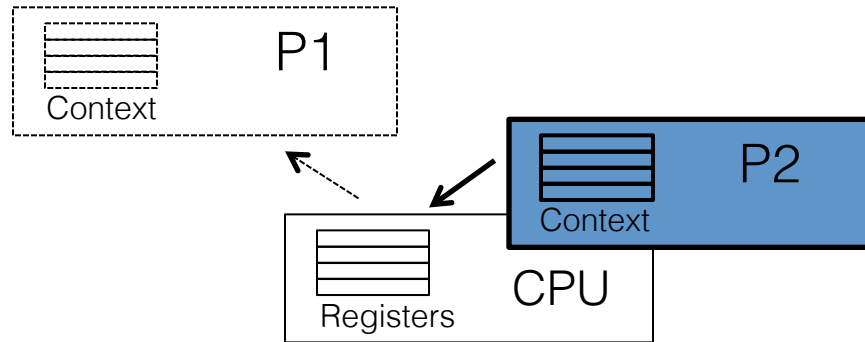 P1
Context
P2
Context
CPU
Registers